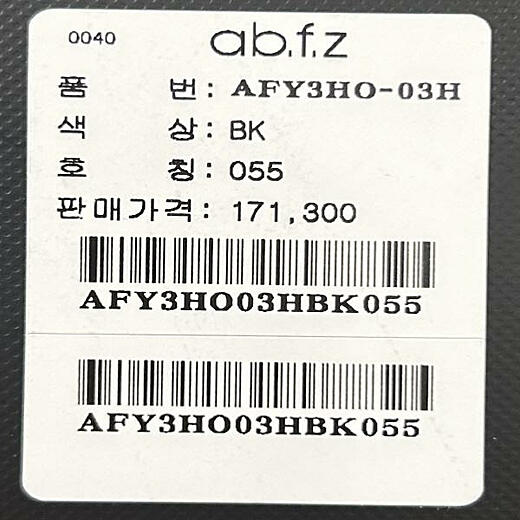 0040 ab.f.z
품 번 : AFY3HO-03H
색 상 : BK
호 칭 : 055
판매가격 : 171,300
AFY3HO03HBK055
AFY3HO03HBK055